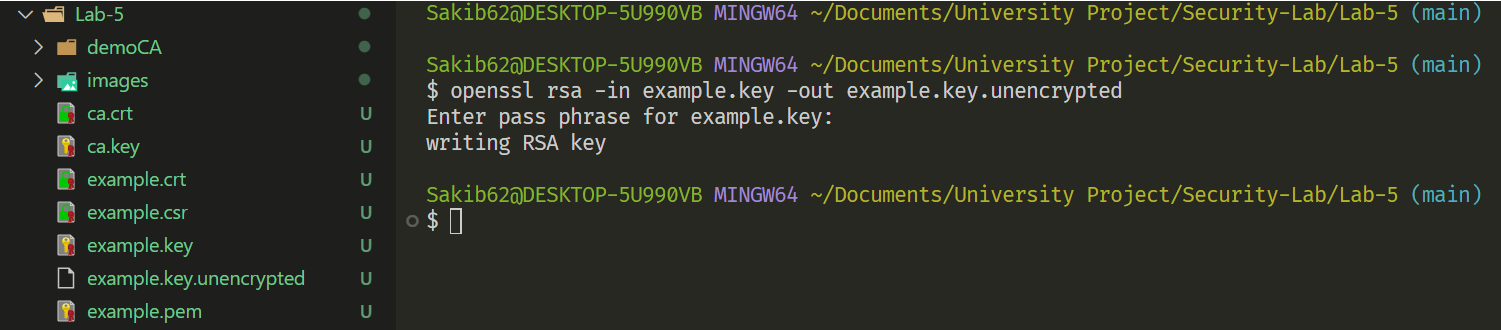 Lab-5
demoCA
images
ca.crt U
ca.key U
example.crt U
example.csr U
example.key U
example.key.unencrypted U
example.pem U
Sakib62@DESKTOP-5U990VB MINGW64 ~/Documents/University Project/Security-Lab/Lab-5 (main)
Sakib62@DESKTOP-5U990VB MINGW64 ~/Documents/University Project/Security-Lab/Lab-5 (main)
$ openssl rsa -in example.key -out example.key.unencrypted
Enter pass phrase for example.key:
writing RSA key
Sakib62@DESKTOP-5U990VB MINGW64 ~/Documents/University Project/Security-Lab/Lab-5 (main)
$